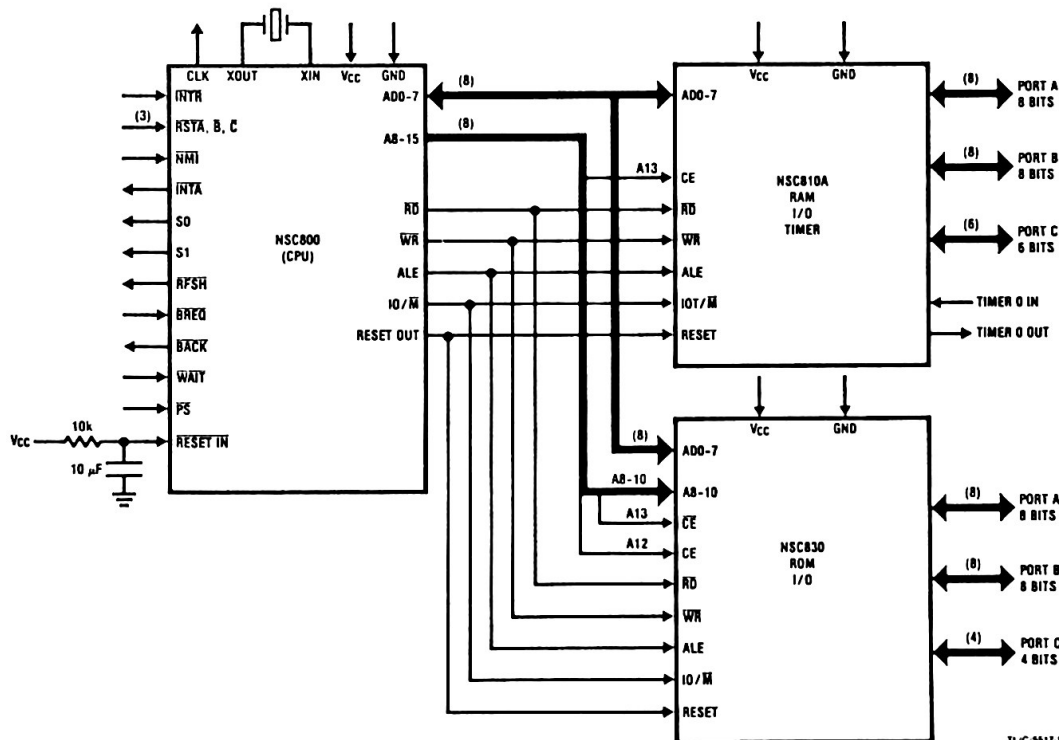 CLK XOUT XIN VCC GND
INTR
(3) RSTA, B, C
NMI
INTA
S0
S1
RFSH
BREQ
BACK
WAIT
PS
VCC 10k RESET IN
10 µF
NSC800
(CPU)
AD0-7
A8-15
RD
WR
ALE
IO/M
RESET OUT
(8)
(8)
VCC GND
AD0-7
A13 CE
RD
WR
ALE
IOT/M
RESET
NSC810A
RAM
I/O
TIMER
(8) PORT A
8 BITS
(8) PORT B
8 BITS
(6) PORT C
6 BITS
TIMER 0 IN
TIMER 0 OUT
VCC GND
(8) AD0-7
A8-10 A8-10
A13 CE
A12 CE
RD
WR
ALE
IO/M
RESET
NSC830
ROM
I/O
(8) PORT A
8 BITS
(8) PORT B
8 BITS
(4) PORT C
4 BITS